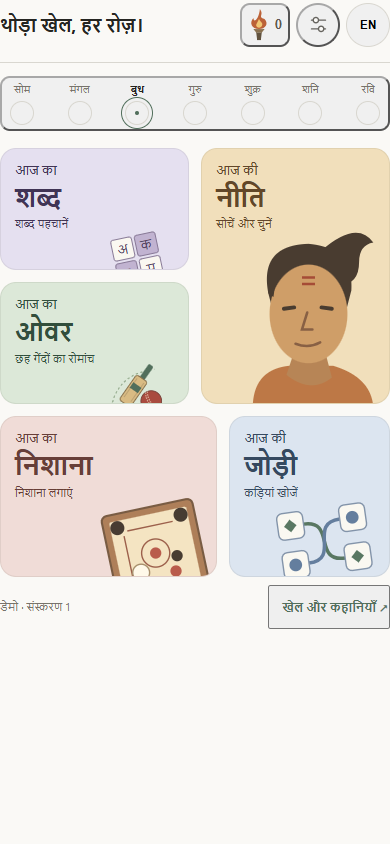 थोड़ा खेल, हर रोज़।
0
EN
सोम मंगल बुध गुरु शुक्र शनि रवि
आज का
शब्द
शब्द पहचानें
अ क
आज की
नीति
सोचें और चुनें
आज का
ओवर
छह गेंदों का रोमांच
आज का
निशाना
निशाना लगाएं
आज की
जोड़ी
कड़ियां खोजें
डेमो · संस्करण 1
खेल और कहानियाँ ↗